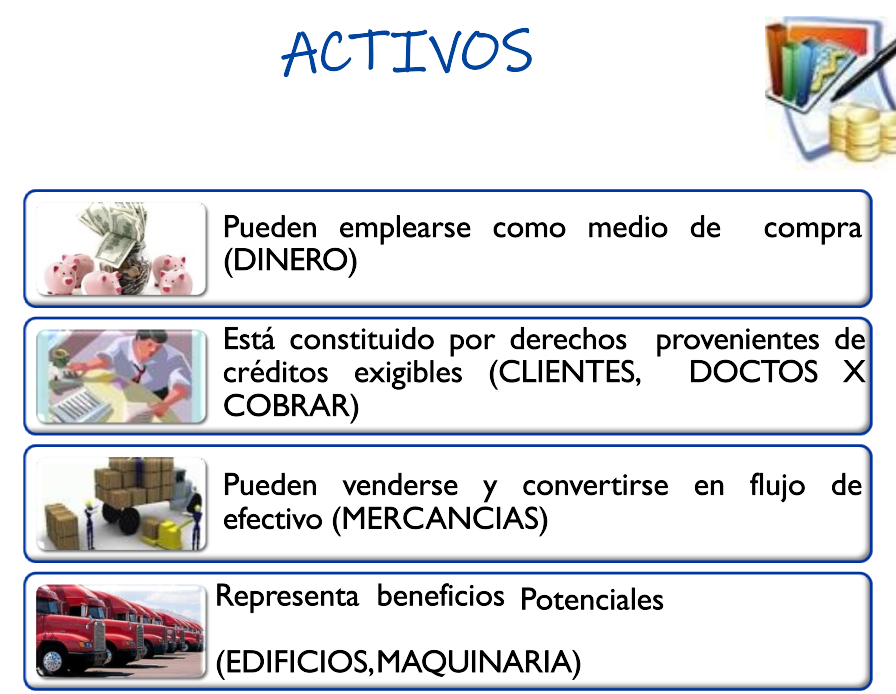 ACTIVOS
Pueden emplearse como medio de compra
(DINERO)
Está constituido por derechos provenientes de
créditos exigibles (CLIENTES, DOCTOS X
COBRAR)
Pueden venderse y convertirse en flujo de
efectivo (MERCANCIAS)
Representa beneficios Potenciales
(EDIFICIOS,MAQUINARIA)